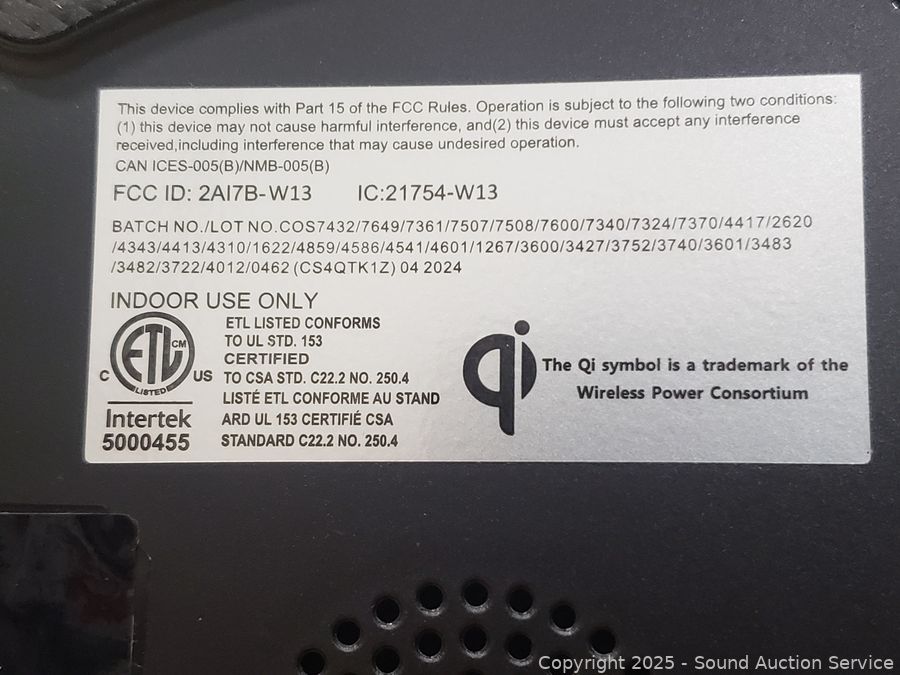 This device complies with Part 15 of the FCC Rules. Operation is subject to the following two conditions:
(1) this device may not cause harmful interference, and(2) this device must accept any interference
received,including interference that may cause undesired operation.
CAN ICES-005(B)/NMB-005(B)
FCC ID: 2AI7B-W13 IC:21754-W13
BATCH NO./LOT NO.COS7432/7649/7361/7507/7508/7600/7340/7324/7370/4417/2620
/4343/4413/4310/1622/4859/4586/4541/4601/1267/3600/3427/3752/3740/3601/3483
/3482/3722/4012/0462 (CS4QTK1Z) 04 2024
INDOOR USE ONLY
ETL CM
LISTED
C US
Intertek
5000455
ETL LISTED CONFORMS
TO UL STD. 153
CERTIFIED
TO CSA STD. C22.2 NO. 250.4
LISTÉ ETL CONFORME AU STAND
ARD UL 153 CERTIFIÉ CSA
STANDARD C22.2 NO. 250.4
qi
The Qi symbol is a trademark of the
Wireless Power Consortium
Copyright 2025 - Sound Auction Service